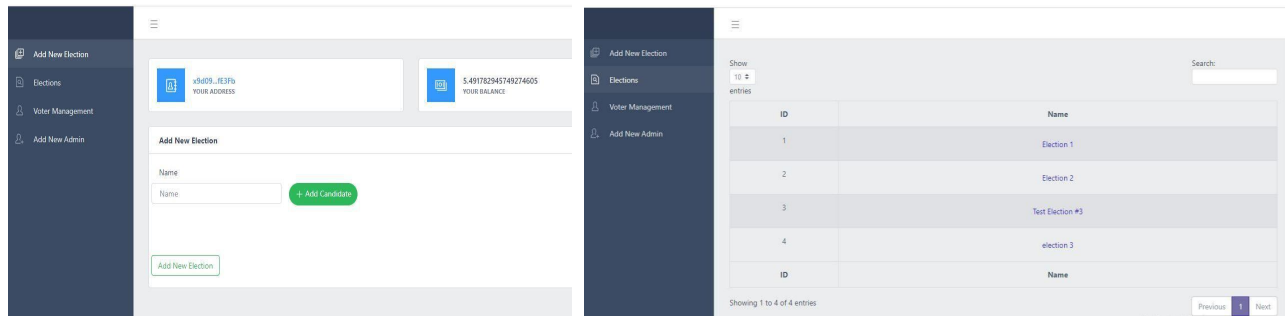 Add New Election
Elections
Voter Management
Add New Admin
x9d09...fE3Fb
YOUR ADDRESS
5.491782945749274605
YOUR BALANCE
Add New Election
Name
Name
+ Add Candidate
Add New Election
Add New Election
Elections
Voter Management
Add New Admin
Show
10
entries
Search:
ID Name
1 Election 1
2 Election 2
3 Test Election #3
4 election 3
ID Name
Showing 1 to 4 of 4 entries
Previous 1 Next